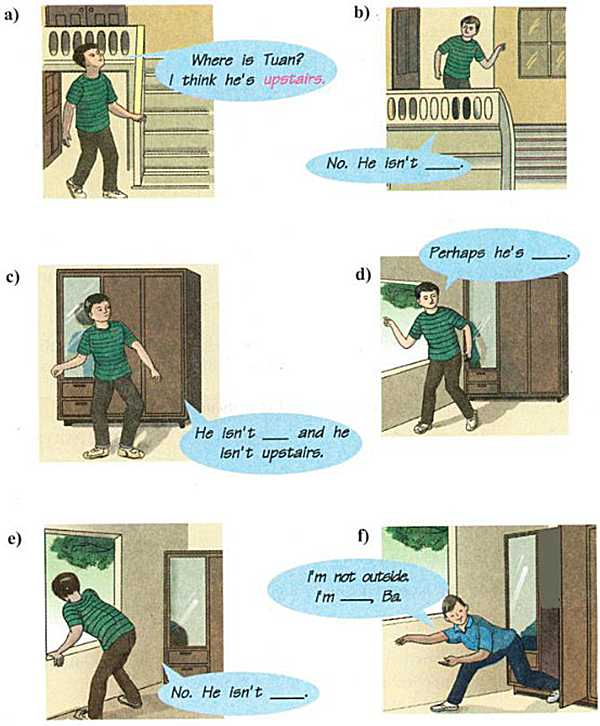 a)
Where is Tuan?
I think he's upstairs.
b)
No. He isn't ____.
c)
He isn't ___ and he
isn't upstairs.
d)
Perhaps he's ____.
e)
No. He isn't ____.
f)
I'm not outside.
I'm ____, Ba.